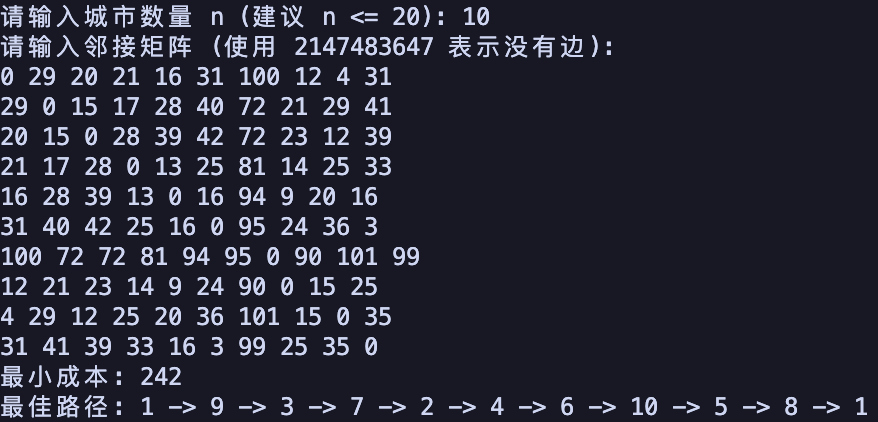 请输入城市数量 n (建议 n <= 20): 10
请输入邻接矩阵 (使用 2147483647 表示没有边):
0 29 20 21 16 31 100 12 4 31
29 0 15 17 28 40 72 21 29 41
20 15 0 28 39 42 72 23 12 39
21 17 28 0 13 25 81 14 25 33
16 28 39 13 0 16 94 9 20 16
31 40 42 25 16 0 95 24 36 3
100 72 72 81 94 95 0 90 101 99
12 21 23 14 9 24 90 0 15 25
4 29 12 25 20 36 101 15 0 35
31 41 39 33 16 3 99 25 35 0
最小成本: 242
最佳路径: 1 -> 9 -> 3 -> 7 -> 2 -> 4 -> 6 -> 10 -> 5 -> 8 -> 1